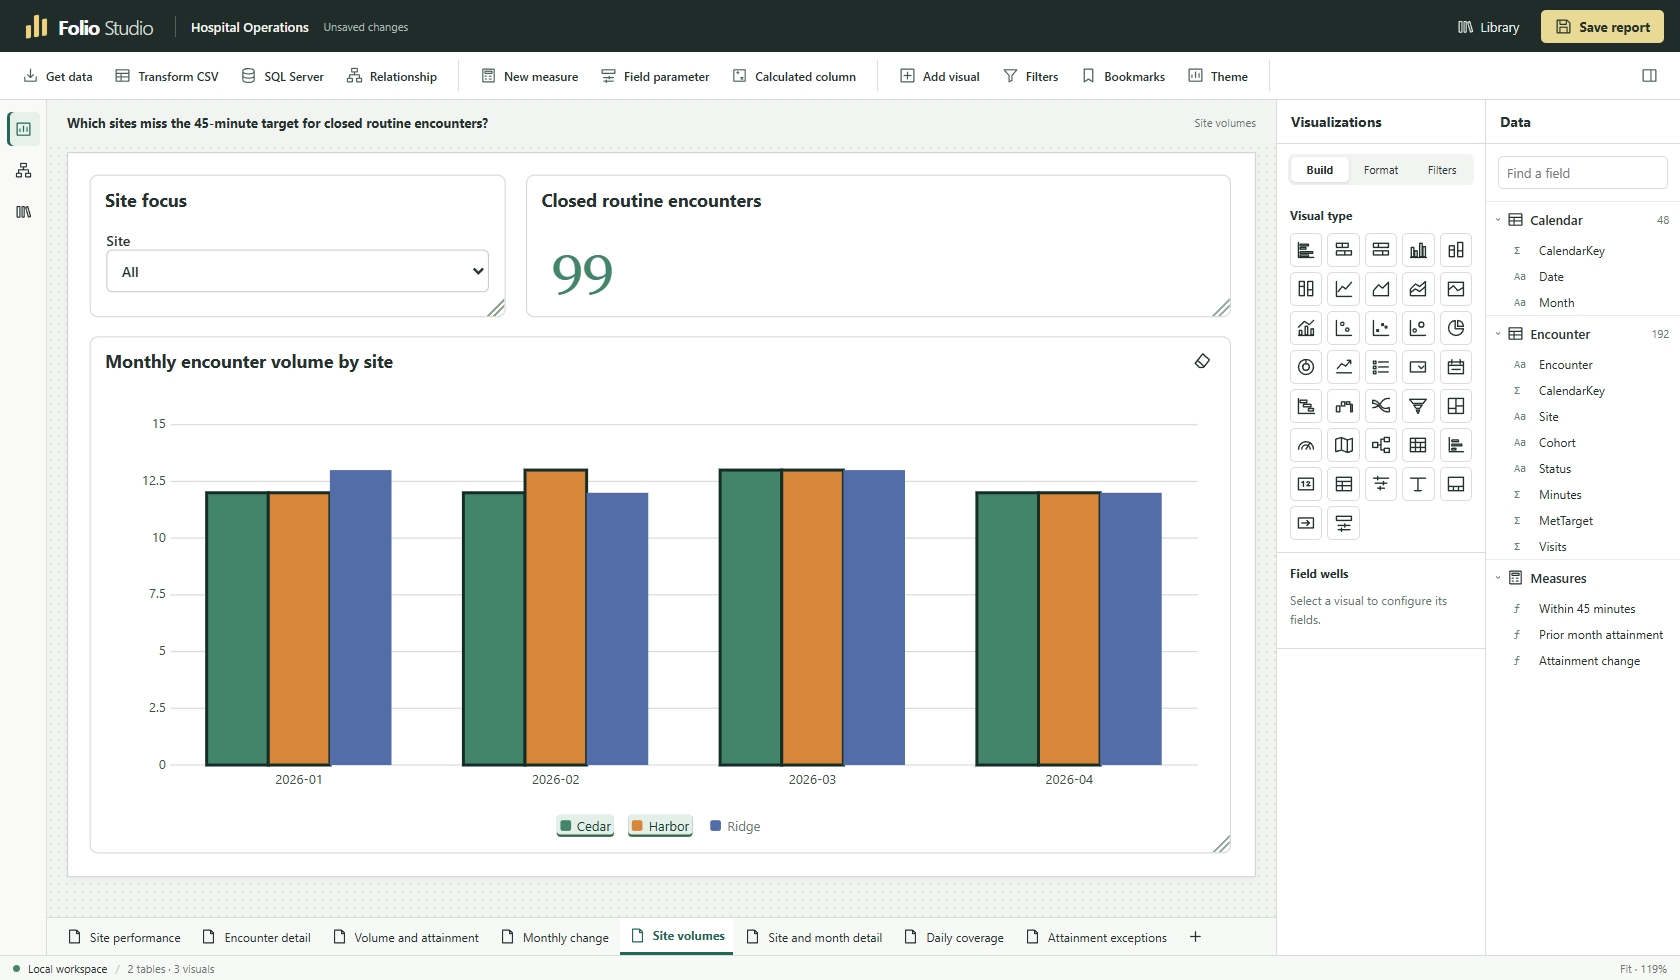 Folio Studio
Hospital Operations
Unsaved changes
Library
Save report
Get data
Transform CSV
SQL Server
Relationship
New measure
Field parameter
Calculated column
Add visual
Filters
Bookmarks
Theme
Which sites miss the 45-minute target for closed routine encounters?
Site volumes
Site focus
Site
All
Closed routine encounters
99
Monthly encounter volume by site
15
12.5
10
7.5
5
2.5
0
2026-01
2026-02
2026-03
2026-04
Cedar
Harbor
Ridge
Visualizations
Build
Format
Filters
Visual type
12
Field wells
Select a visual to configure its
fields.
Data
Find a field
Calendar 48
Σ CalendarKey
Aa Date
Aa Month
Encounter 192
Aa Encounter
Σ CalendarKey
Aa Site
Aa Cohort
Aa Status
Σ Minutes
Σ MetTarget
Σ Visits
Measures
f Within 45 minutes
f Prior month attainment
f Attainment change
Site performance
Encounter detail
Volume and attainment
Monthly change
Site volumes
Site and month detail
Daily coverage
Attainment exceptions
+
Local workspace / 2 tables · 3 visuals
Fit · 119%